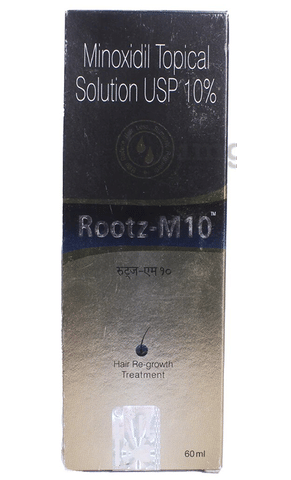 Minoxidil Topical
Solution USP 10%
Rootz-M10™
रुट्ज-एम १०
Hair Re-growth
Treatment
60ml